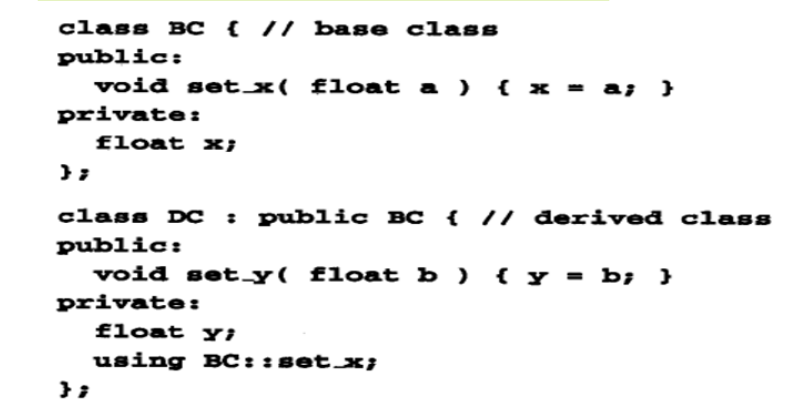 class BC { // base class
public:
void set_x( float a ) { x = a; }
private:
float x;
};
class DC : public BC { // derived class
public:
void set_y( float b ) { y = b; }
private:
float y;
using BC::set_x;
};